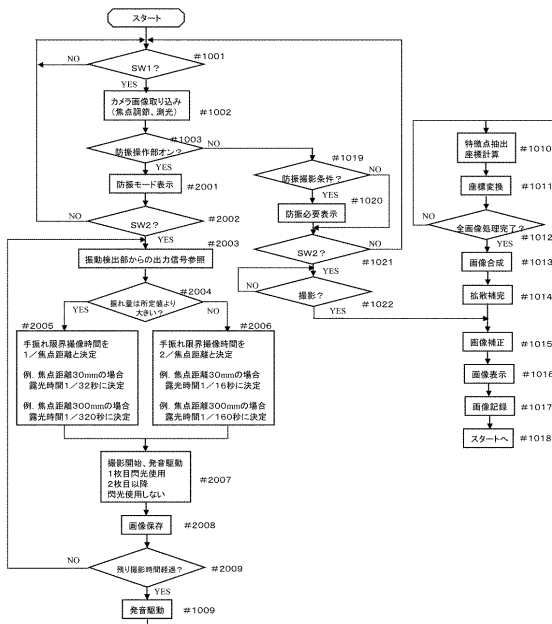 スタート
SW1？
#1001
NO
YES
カメラ画像取り込み
(焦点調節、測光)
#1002
#1003
防振操作部オン？
NO
YES
防振モード表示
#2001
SW2？
#2002
NO
YES
#2003
振動検出部からの出力信号参照
#2004
振れ量は所定値より
大きい？
YES
NO
#2005
手振れ限界撮像時間を
1／焦点距離と決定
例．焦点距離30mmの場合
露光時間1／32秒に決定
例．焦点距離300mmの場合
露光時間1／320秒に決定
#2006
手振れ限界撮像時間を
2／焦点距離と決定
例．焦点距離30mmの場合
露光時間1／16秒に決定
例．焦点距離300mmの場合
露光時間1／160秒に決定
撮影開始、発音駆動
1枚目閃光使用
2枚目以降
閃光使用しない
#2007
画像保存
#2008
残り撮影時間経過？
#2009
NO
YES
発音駆動
#1009
#1019
防振撮影条件？
NO
YES
#1020
防振必要表示
SW2？
NO
#1021
YES
撮影？
#1022
YES
特徴点抽出
座標計算
#1010
座標変換
#1011
全画像処理完了？
NO
#1012
YES
画像合成
#1013
拡散補完
#1014
画像補正
#1015
画像表示
#1016
画像記録
#1017
スタートへ
#1018